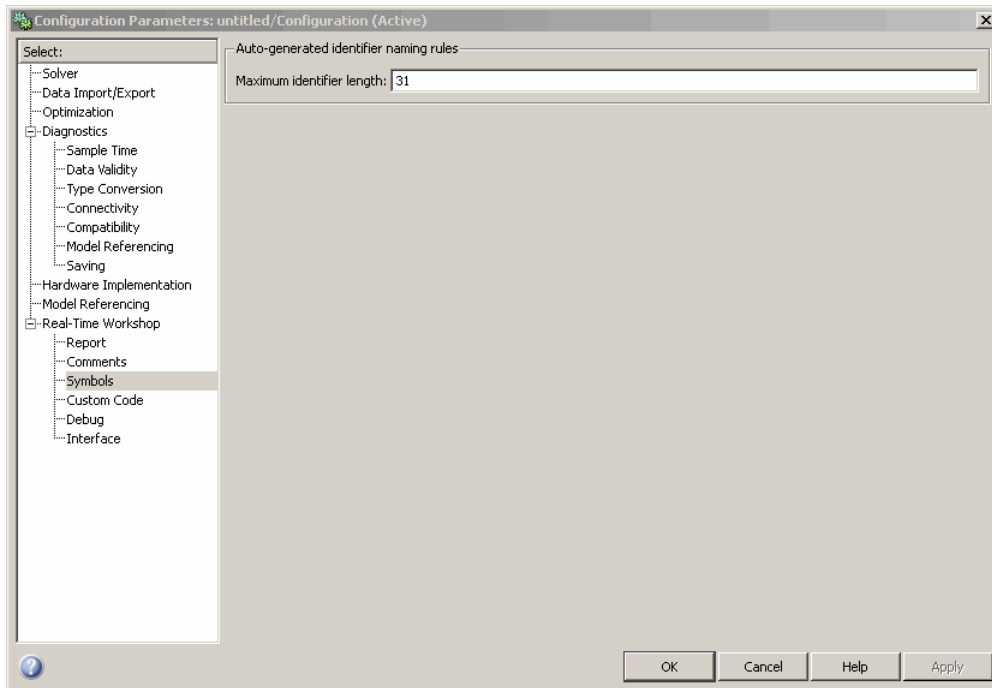 Configuration Parameters: untitled/Configuration (Active)
Select:
Solver
Data Import/Export
Optimization
Diagnostics
Sample Time
Data Validity
Type Conversion
Connectivity
Compatibility
Model Referencing
Saving
Hardware Implementation
Model Referencing
Real-Time Workshop
Report
Comments
Symbols
Custom Code
Debug
Interface
Auto-generated identifier naming rules
Maximum identifier length: 31
OK Cancel Help Apply